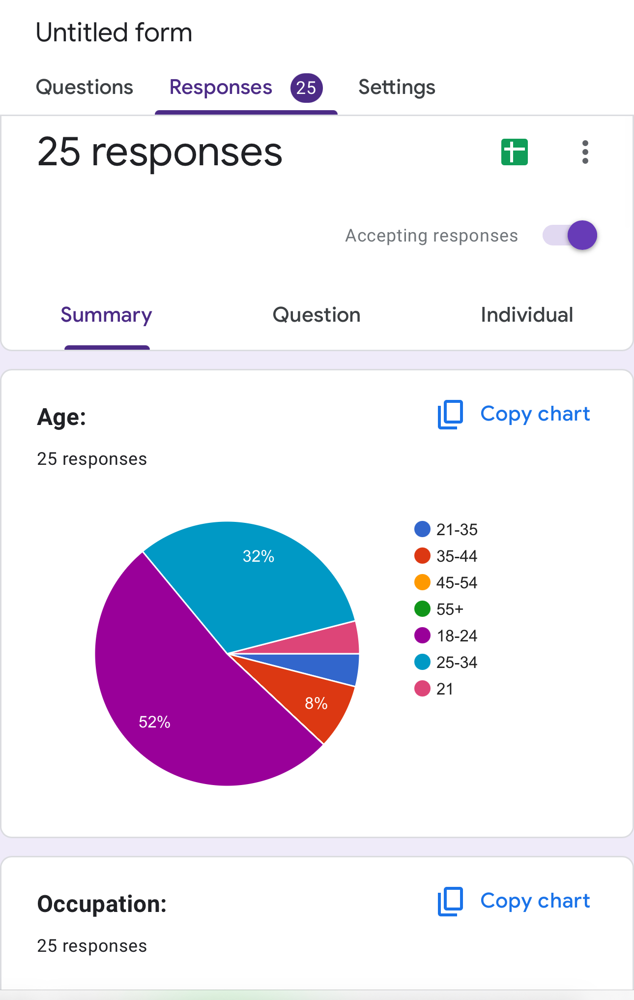 Untitled form
Questions Responses 25 Settings
25 responses
Accepting responses
Summary Question Individual
Age:
Copy chart
25 responses
32%
8%
52%
21-35
35-44
45-54
55+
18-24
25-34
21
Occupation:
Copy chart
25 responses